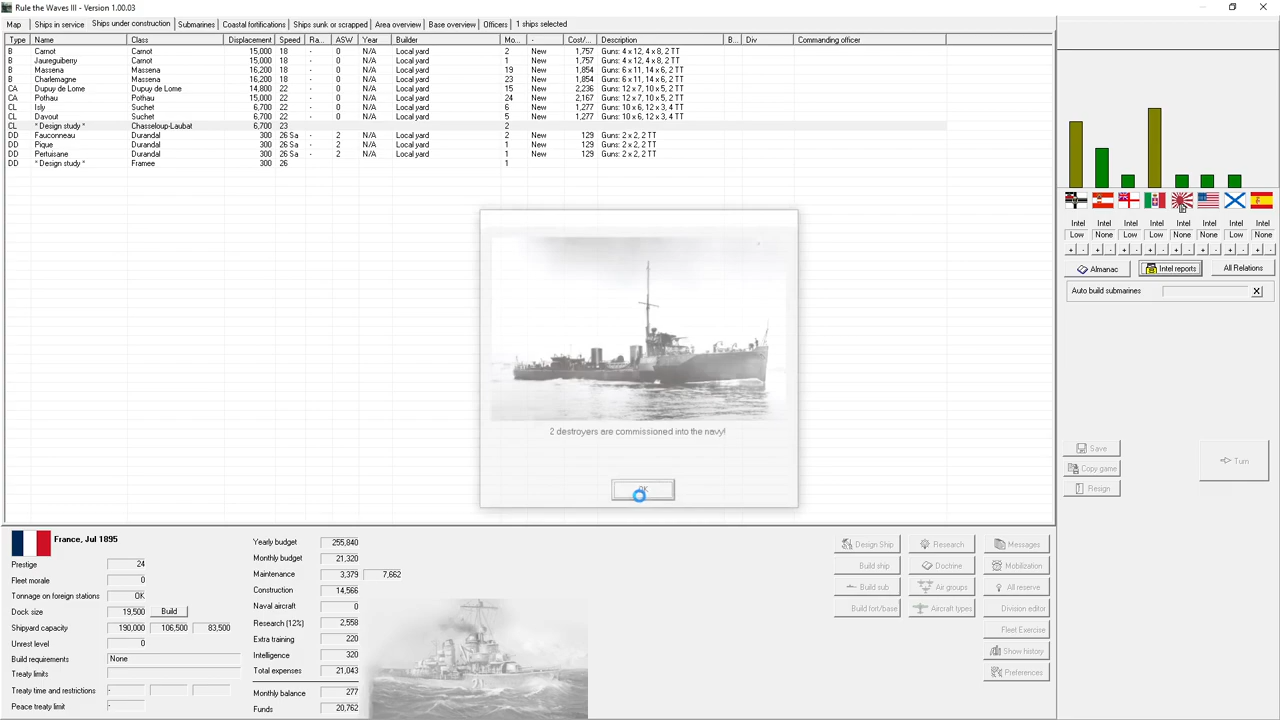 Rule the Waves III - Version 1.00.03
Map Ships in service Ships under construction Submarines Coastal fortifications Ships sunk or scrapped Area overview Base overview Officers 1 ships selected
Type Name Class Displacement Speed Ra... ASW Year Builder Mo... - Cost/... Description B... Div Commanding officer
B Carnot Carnot 15,000 18 - 0 N/A Local yard 2 New 1,757 Guns: 4 x 12, 4 x 8, 2 TT
B Jaureguiberry Carnot 15,000 18 - 0 N/A Local yard 1 New 1,757 Guns: 4 x 12, 4 x 8, 2 TT
B Massena Massena 16,200 18 - 0 N/A Local yard 19 New 1,854 Guns: 6 x 11, 14 x 6, 2 TT
B Charlemagne Massena 16,200 18 - 0 N/A Local yard 23 New 1,854 Guns: 6 x 11, 14 x 6, 2 TT
CA Dupuy de Lome Dupuy de Lome 14,800 22 - 0 N/A Local yard 15 New 2,236 Guns: 12 x 7, 10 x 5, 2 TT
CA Pothau Pothau 15,000 22 - 0 N/A Local yard 24 New 2,167 Guns: 12 x 7, 10 x 5, 2 TT
CL Isly Suchet 6,700 22 - 0 N/A Local yard 6 New 1,277 Guns: 10 x 6, 12 x 3, 4 TT
CL Davout Suchet 6,700 22 - 0 N/A Local yard 5 New 1,277 Guns: 10 x 6, 12 x 3, 4 TT
CL * Design study * Chasseloup-Laubat 6,700 23 2
DD Fauconneau Durandal 300 26 Sa - 2 N/A Local yard 2 New 129 Guns: 2 x 2, 2 TT
DD Pique Durandal 300 26 Sa - 2 N/A Local yard 1 New 129 Guns: 2 x 2, 2 TT
DD Pertuisane Durandal 300 26 Sa - 2 N/A Local yard 1 New 129 Guns: 2 x 2, 2 TT
DD * Design study * Framee 300 26 1
2 destroyers are commissioned into the navy!
OK
Intel Intel Intel Intel Intel Intel Intel Intel
Low None Low Low None None Low None
+ - + - + - + - + - + - + - + -
Almanac Intel reports All Relations
Auto build submarines X
Save
Copy game
Resign
Turn
France, Jul 1895
Prestige 24
Fleet morale 0
Tonnage on foreign stations OK
Dock size 19,500 Build
Shipyard capacity 190,000 106,500 83,500
Unrest level 0
Build requirements None
Treaty limits
Treaty time and restrictions -
Peace treaty limit -
Yearly budget 255,840
Monthly budget 21,320
Maintenance 3,379 7,662
Construction 14,566
Naval aircraft 0
Research (12%) 2,558
Extra training 220
Intelligence 320
Total expenses 21,043
Monthly balance 277
Funds 20,762
Design Ship Research Messages
Build ship Doctrine Mobilization
Build sub Air groups All reserve
Build fort/base Aircraft types Division editor
Fleet Exercise
Show history
Preferences